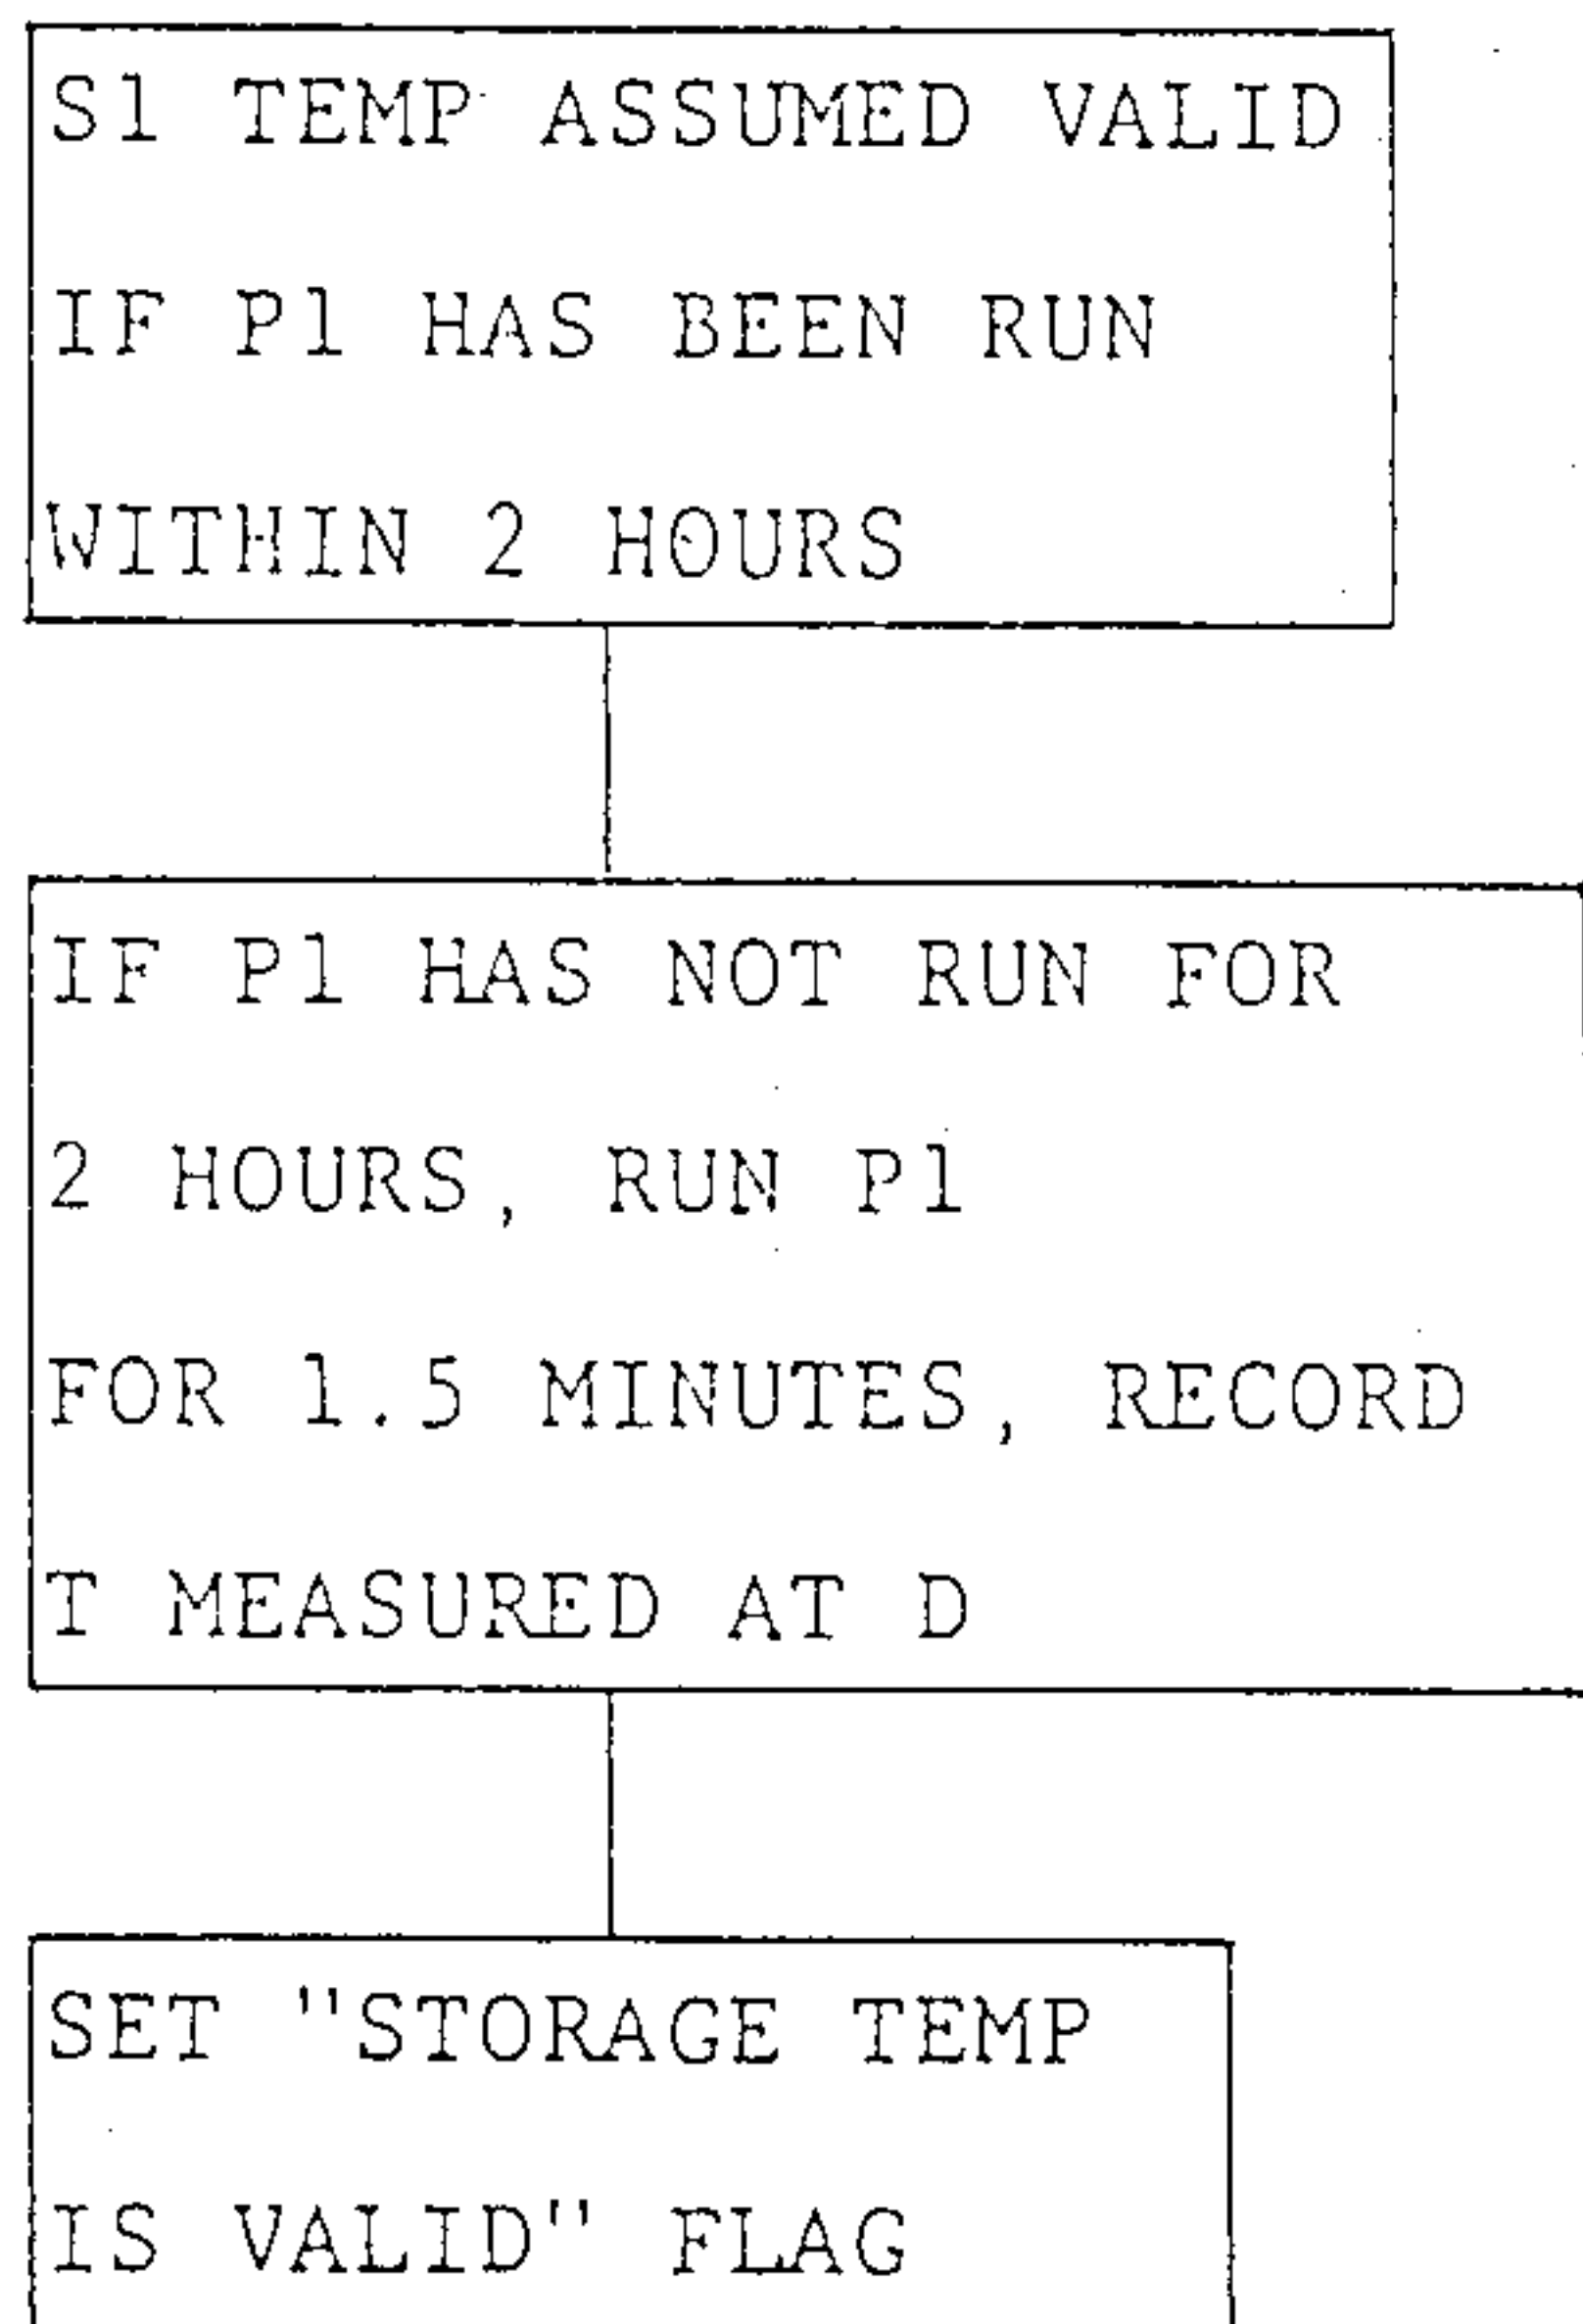 S1 TEMP ASSUMED VALID
IF P1 HAS BEEN RUN
WITHIN 2 HOURS
IF P1 HAS NOT RUN FOR
2 HOURS, RUN P1
FOR 1.5 MINUTES, RECORD
T MEASURED AT D
SET "STORAGE TEMP
IS VALID" FLAG